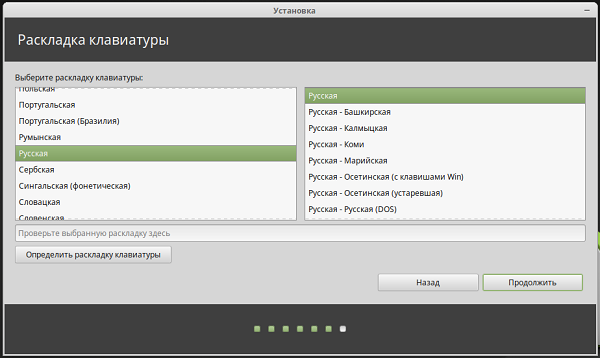 Установка
Раскладка клавиатуры
Выберите раскладку клавиатуры:
Польская
Португальская
Португальская (Бразилия)
Румынская
Русская
Сербская
Сингальская (фонетическая)
Словацкая
Словенская
Русская
Русская - Башкирская
Русская - Калмыцкая
Русская - Коми
Русская - Марийская
Русская - Осетинская (с клавишами Win)
Русская - Осетинская (устаревшая)
Русская - Русская (DOS)
Проверьте выбранную раскладку здесь
Определить раскладку клавиатуры
Назад
Продолжить